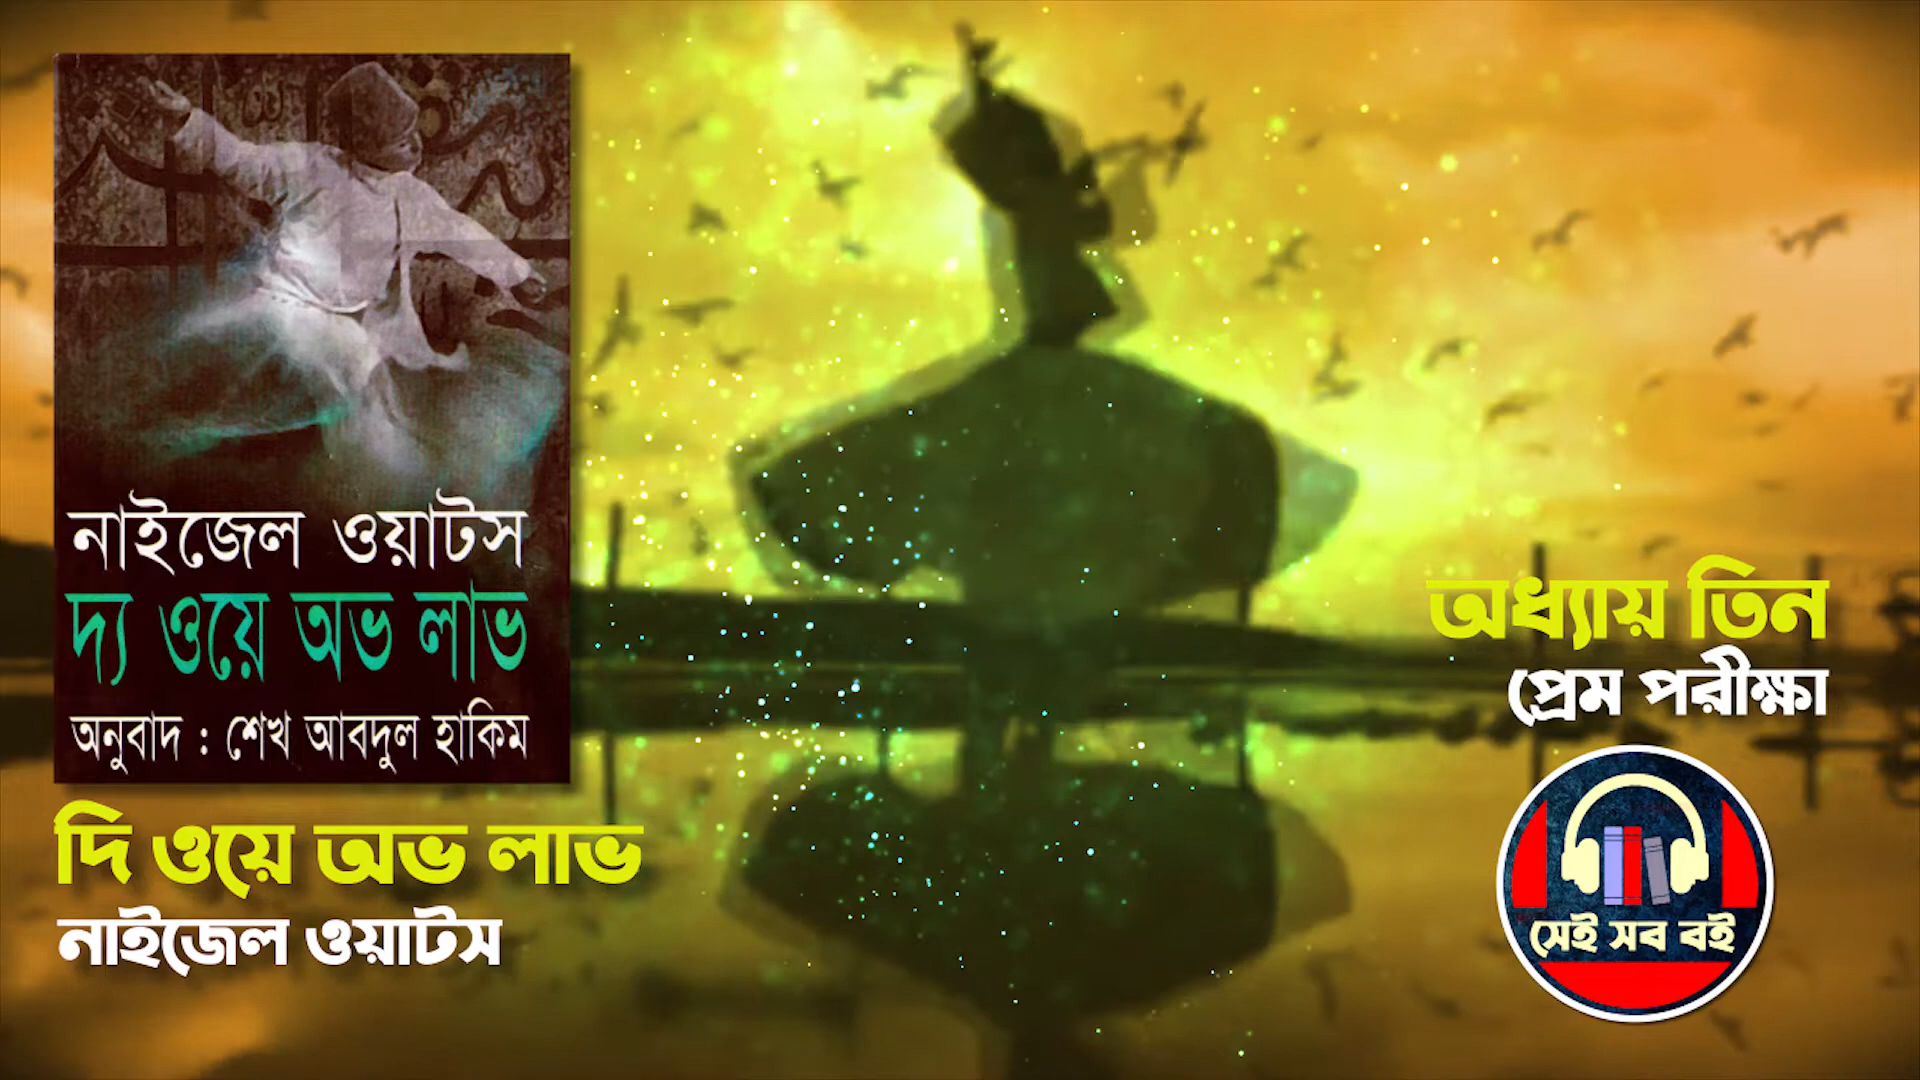 নাইজেল ওয়াটস
দ্য ওয়ে অভ লাভ
অনুবাদ : শেখ আবদুল হাকিম
দি ওয়ে অভ লাভ
নাইজেল ওয়াটস
অধ্যায় তিন
প্রেম পরীক্ষা
সেই সব বই